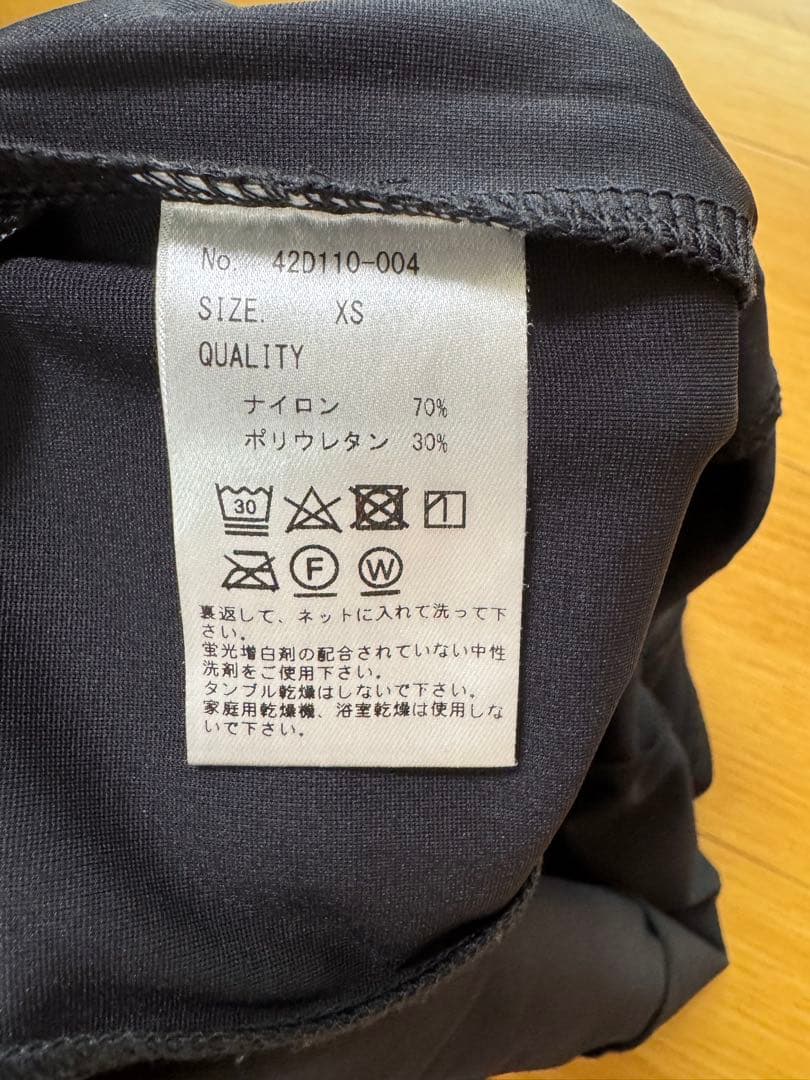 No. 42D110-004
SIZE. XS
QUALITY
ナイロン 70%
ポリウレタン 30%
30
F W
裏返して、ネットに入れて洗って下
さい。
蛍光増白剤の配合されていない中性
洗剤をご使用下さい。
タンブル乾燥はしないで下さい。
家庭用乾燥機、浴室乾燥は使用しな
いで下さい。